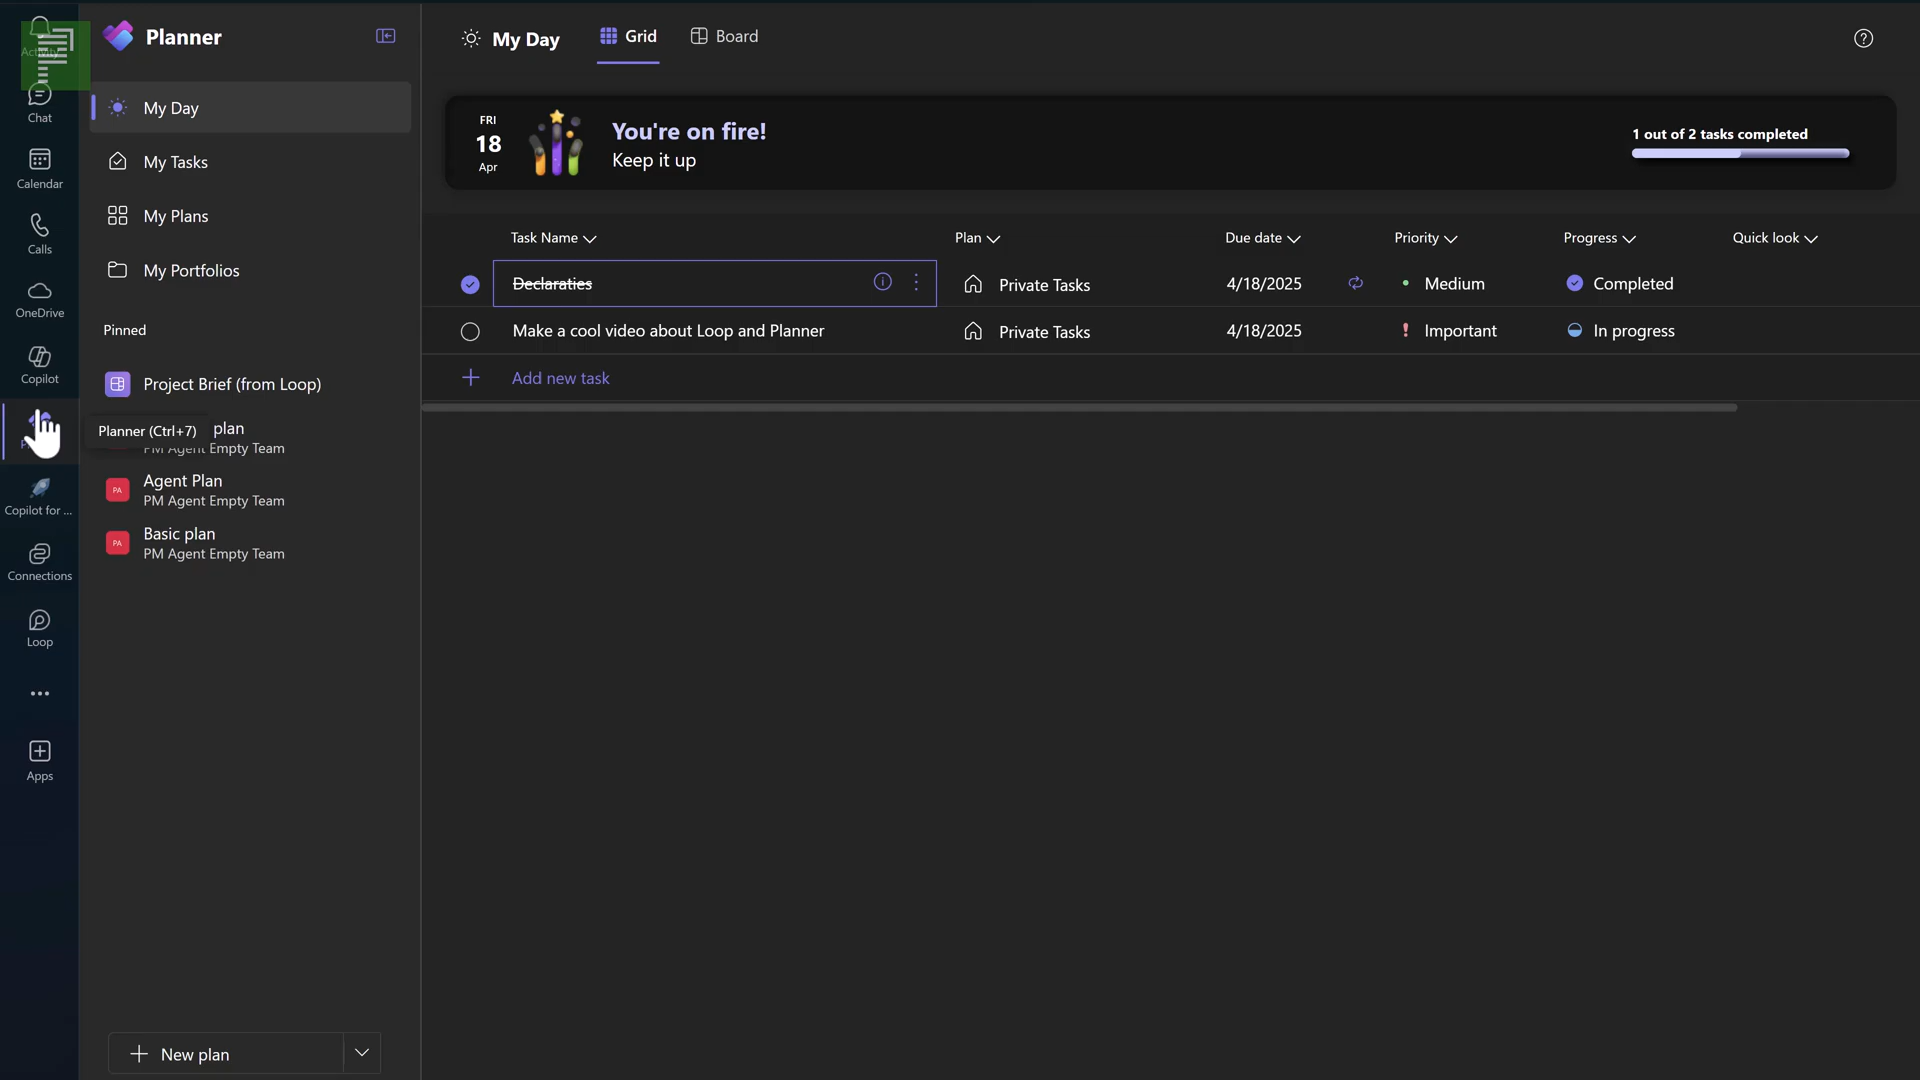 Planner
My Day
Grid
Board
Chat
Calendar
Calls
OneDrive
Copilot
Copilot for ...
Connections
Loop
Apps
My Day
My Tasks
My Plans
My Portfolios
Pinned
Project Brief (from Loop)
Planner (Ctrl+7)
plan
PM Agent Empty Team
PA
Agent Plan
PM Agent Empty Team
PA
Basic plan
PM Agent Empty Team
New plan
FRI
18
Apr
You're on fire!
Keep it up
1 out of 2 tasks completed
Task Name
Plan
Due date
Priority
Progress
Quick look
Declaraties
Private Tasks
4/18/2025
Medium
Completed
Make a cool video about Loop and Planner
Private Tasks
4/18/2025
Important
In progress
Add new task